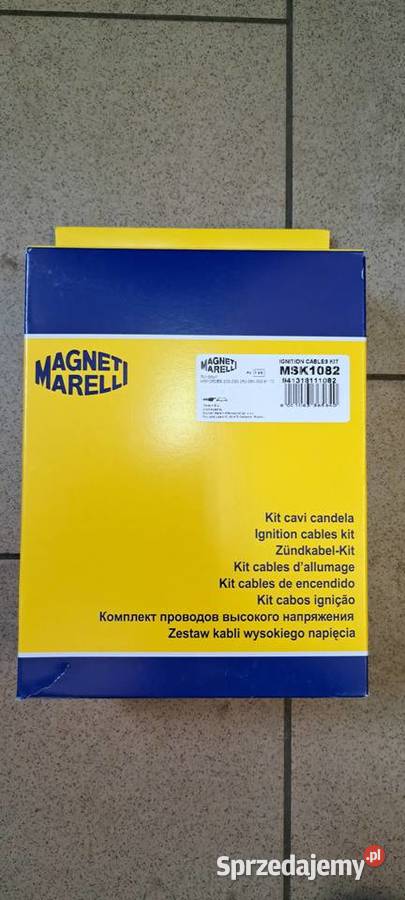 MAGNETI
MARELLI
MAGNETI
MARELLI
IGNITION CABLES KIT
MSK1082
941318111082
Kit cavi candela
Ignition cables kit
Zündkabel-Kit
Kit cables d'allumage
Kit cables de encendido
Kit cabos ignição
Комплект проводов высокого напряжения
Zestaw kabli wysokiego napięcia
Sprzedajemy.pl